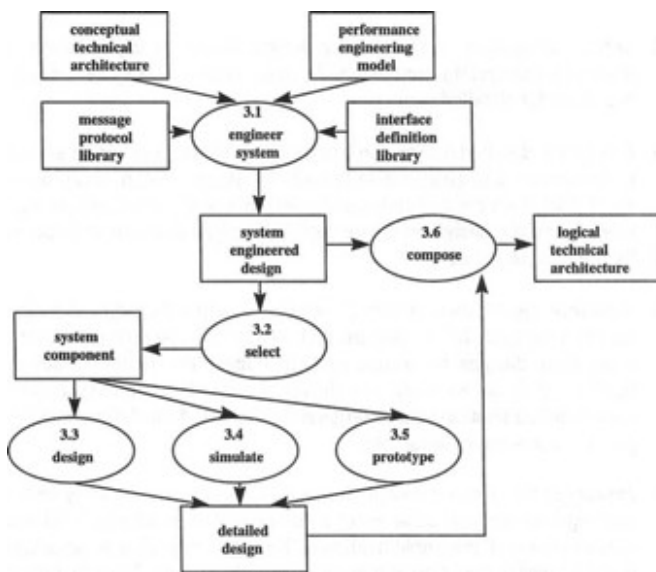 conceptual
technical
architecture
performance
engineering
model
message
protocol
library
3.1
engineer
system
interface
definition
library
system
engineered
design
3.6
compose
logical
technical
architecture
3.2
select
system
component
3.3
design
3.4
simulate
3.5
prototype
detailed
design